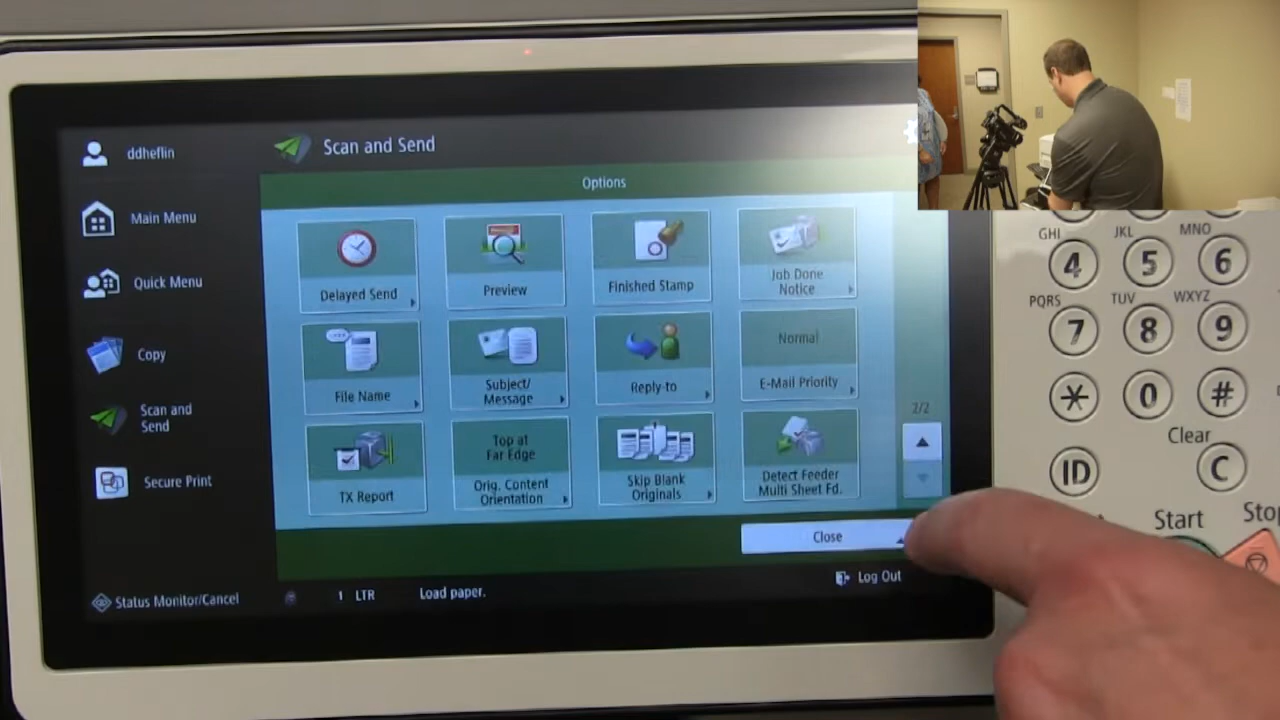 ddheflin
Main Menu
Quick Menu
Copy
Scan and
Send
Secure Print
Status Monitor/Cancel
Scan and Send
Options
Delayed Send
Preview
Finished Stamp
Job Done
Notice
File Name
Subject/
Message
Reply-to
Normal
E-Mail Priority
TX Report
Top at
Far Edge
Orig. Content
Orientation
Skip Blank
Originals
Detect Feeder
Multi Sheet Fd.
2/2
Close
Log Out
1 LTR Load paper.
GHI JKL MNO
4 5 6
PQRS TUV WXYZ
7 8 9
* 0 #
Clear
ID C
Start